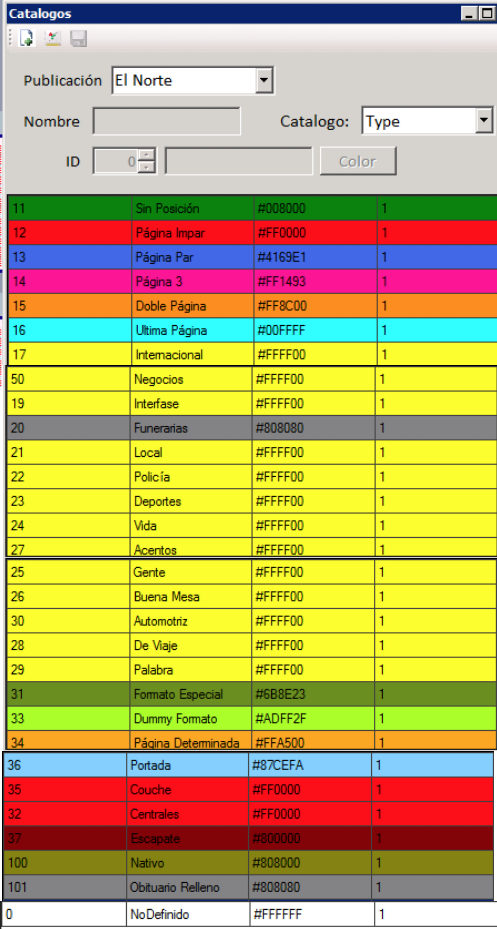 Catalogos
Publicación El Norte
Nombre Catalogo: Type
ID 0 Color
11 Sin Posición #008000 1
12 Página Impar #FF0000 1
13 Página Par #4169E1 1
14 Página 3 #FF1493 1
15 Doble Página #FF8C00 1
16 Ultima Página #00FFFF 1
17 Internacional #FFFF00 1
50 Negocios #FFFF00 1
19 Interfase #FFFF00 1
20 Funerarias #808080 1
21 Local #FFFF00 1
22 Policía #FFFF00 1
23 Deportes #FFFF00 1
24 Vida #FFFF00 1
27 Acentos #FFFF00 1
25 Gente #FFFF00 1
26 Buena Mesa #FFFF00 1
30 Automotriz #FFFF00 1
28 De Viaje #FFFF00 1
29 Palabra #FFFF00 1
31 Formato Especial #6B8E23 1
33 Dummy Formato #ADFF2F 1
34 Página Determinada #FFA500 1
36 Portada #87CEFA 1
35 Couche #FF0000 1
32 Centrales #FF0000 1
37 Escapate #800000 1
100 Nativo #808000 1
101 Obituario Relleno #808080 1
0 NoDefinido #FFFFFF 1